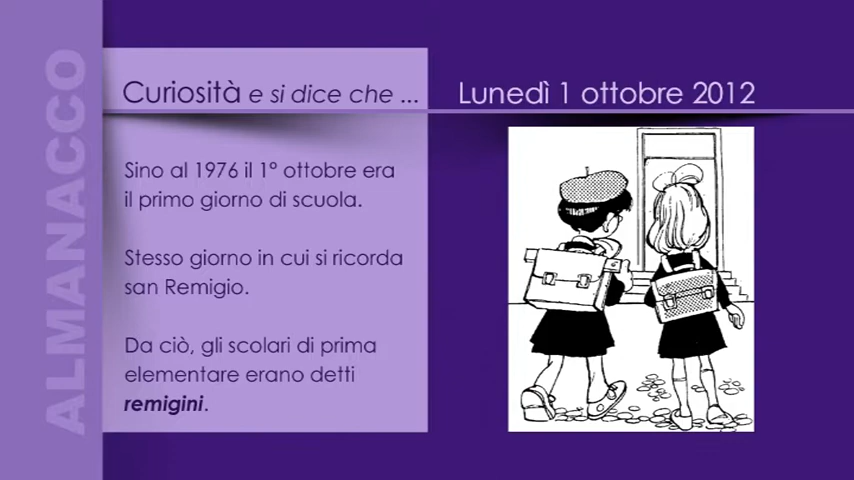 ALMANACCO
Curiosità e si dice che ...
Lunedì 1 ottobre 2012
Sino al 1976 il 1° ottobre era
il primo giorno di scuola.
Stesso giorno in cui si ricorda
san Remigio.
Da ciò, gli scolari di prima
elementare erano detti
remigini.